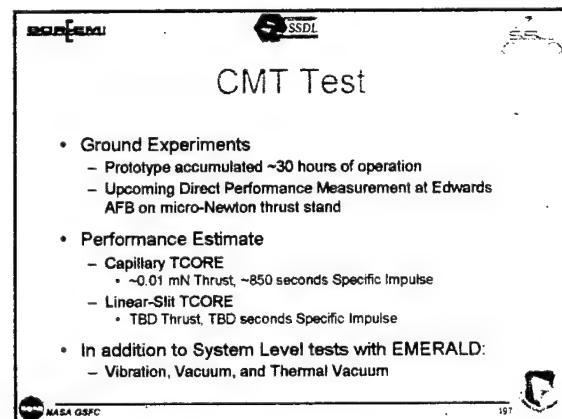 SSDL
CMT Test
• Ground Experiments
– Prototype accumulated ~30 hours of operation
– Upcoming Direct Performance Measurement at Edwards
AFB on micro-Newton thrust stand
• Performance Estimate
– Capillary TCORE
• ~0.01 mN Thrust, ~850 seconds Specific Impulse
– Linear-Slit TCORE
• TBD Thrust, TBD seconds Specific Impulse
• In addition to System Level tests with EMERALD:
– Vibration, Vacuum, and Thermal Vacuum
NASA GSFC
197